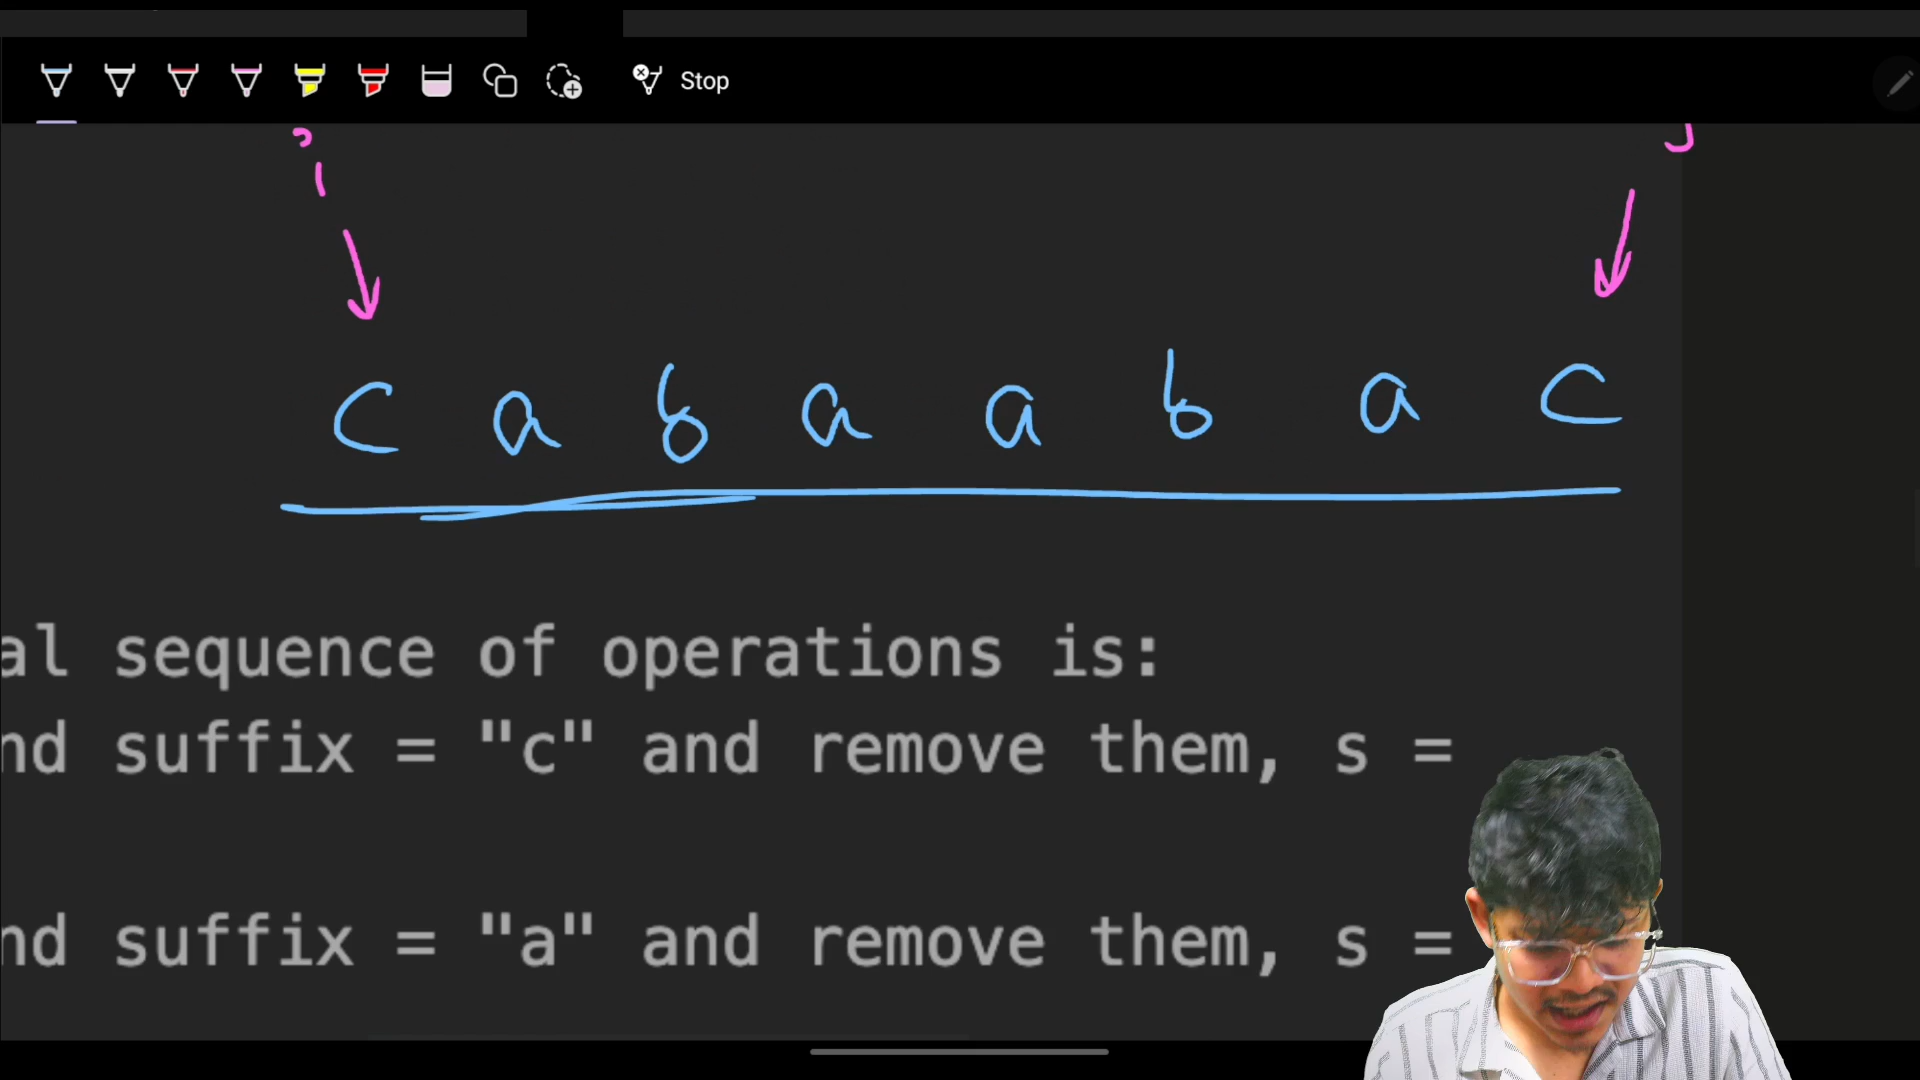 Stop
i j
c a b a a b a c
al sequence of operations is:
nd suffix = "c" and remove them, s =
nd suffix = "a" and remove them, s =